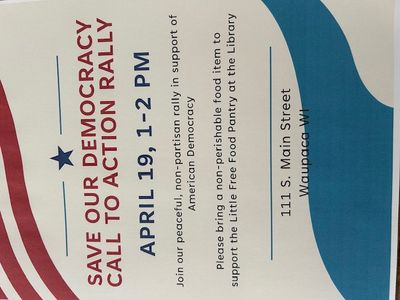 SAVE OUR DEMOCRACY
CALL TO ACTION RALLY
APRIL 19, 1-2 PM
Join our peaceful, non-partisan rally in support of
American Democracy
Please bring a non-perishable food item to
support the Little Free Food Pantry at the Library
111 S. Main Street
Waupaca WI